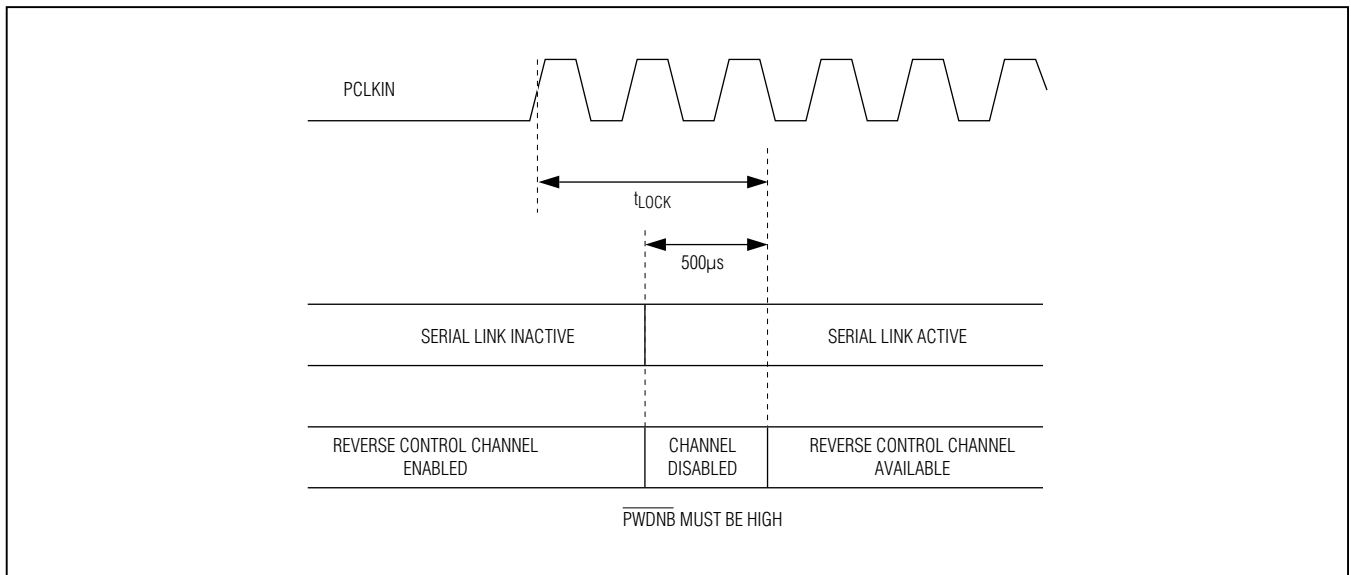 PCLKIN
tLOCK
500µs
SERIAL LINK INACTIVE
SERIAL LINK ACTIVE
REVERSE CONTROL CHANNEL
ENABLED
CHANNEL
DISABLED
REVERSE CONTROL CHANNEL
AVAILABLE
PWDNB MUST BE HIGH